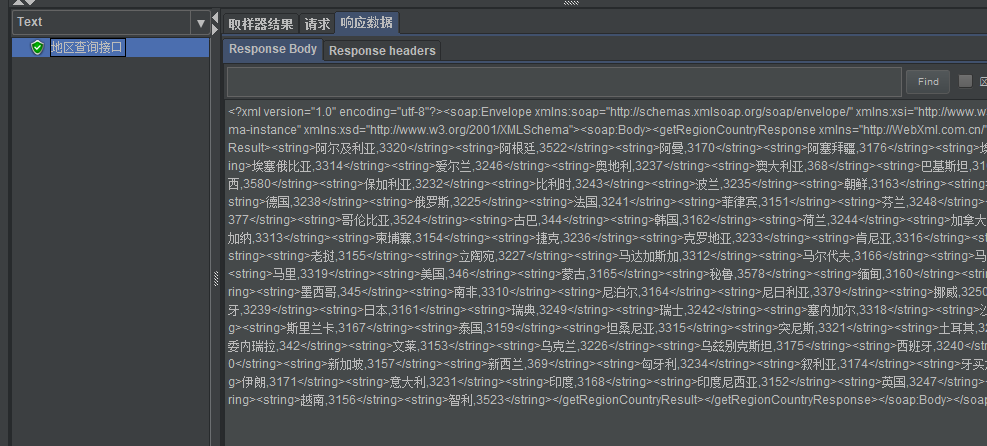 Text
取样器结果 请求 响应数据
地区查询接口
Response Body Response headers
Find
<?xml version="1.0" encoding="utf-8"?><soap:Envelope xmlns:soap="http://schemas.xmlsoap.org/soap/envelope/" xmlns:xsi="http://www.w
ma-instance" xmlns:xsd="http://www.w3.org/2001/XMLSchema"><soap:Body><getRegionCountryResponse xmlns="http://WebXml.com.cn/"
Result><string>阿尔及利亚,3320</string><string>阿根廷,3522</string><string>阿曼,3170</string><string>阿塞拜疆,3176</string><string>埃
ing>埃塞俄比亚,3314</string><string>爱尔兰,3246</string><string>奥地利,3237</string><string>澳大利亚,368</string><string>巴基斯坦,31
西,3580</string><string>保加利亚,3232</string><string>比利时,3243</string><string>波兰,3235</string><string>朝鲜,3163</string><string>
ing>德国,3238</string><string>俄罗斯,3225</string><string>法国,3241</string><string>菲律宾,3151</string><string>芬兰,3248</string><string>
377</string><string>哥伦比亚,3524</string><string>古巴,344</string><string>韩国,3162</string><string>荷兰,3244</string><string>加拿大
加纳,3313</string><string>柬埔寨,3154</string><string>捷克,3236</string><string>克罗地亚,3233</string><string>肯尼亚,3316</string><string>
<string>老挝,3155</string><string>立陶宛,3227</string><string>马达加斯加,3312</string><string>马尔代夫,3166</string><string>马
<string>马里,3319</string><string>美国,346</string><string>蒙古,3165</string><string>秘鲁,3578</string><string>缅甸,3160</string><stri
ring><string>墨西哥,345</string><string>南非,3310</string><string>尼泊尔,3164</string><string>尼日利亚,3379</string><string>挪威,3250
牙,3239</string><string>日本,3161</string><string>瑞典,3249</string><string>瑞士,3242</string><string>塞内加尔,3318</string><string>沙
g><string>斯里兰卡,3167</string><string>泰国,3159</string><string>坦桑尼亚,3315</string><string>突尼斯,3321</string><string>土耳其,32
委内瑞拉,342</string><string>文莱,3153</string><string>乌克兰,3226</string><string>乌兹别克斯坦,3175</string><string>西班牙,3240</string>
0</string><string>新加坡,3157</string><string>新西兰,369</string><string>匈牙利,3234</string><string>叙利亚,3174</string><string>牙买加
g>伊朗,3171</string><string>意大利,3231</string><string>印度,3168</string><string>印度尼西亚,3152</string><string>英国,3247</string>
ring><string>越南,3156</string><string>智利,3523</string></getRegionCountryResult></getRegionCountryResponse></soap:Body></soap